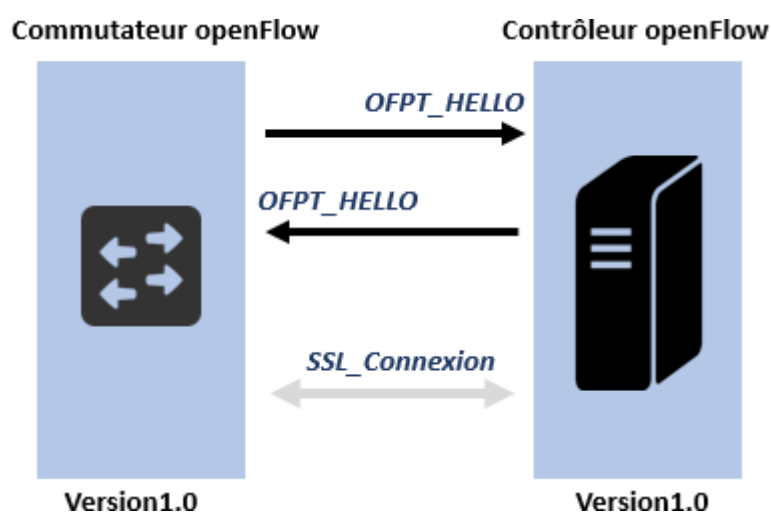 Commutateur openFlow
Contrôleur openFlow
OFPT_HELLO
OFPT_HELLO
SSL_Connexion
Version1.0
Version1.0